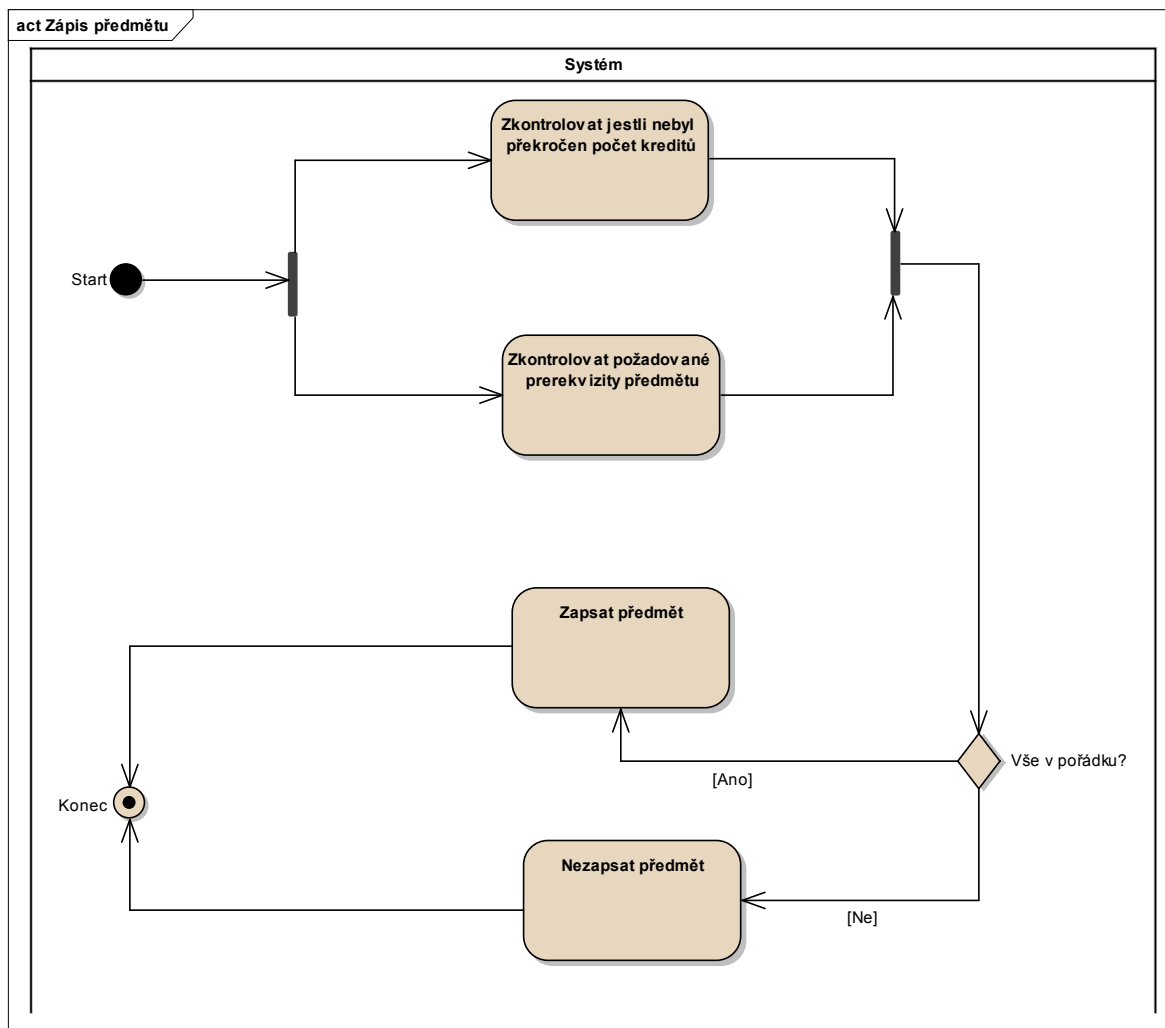 act Zápis předmětu
Systém
Zkontrolovat jestli nebyl
překročen počet kreditů
Start
Zkontrolovat požadované
prerekvizity předmětu
Zapsat předmět
Vše v pořádku?
[Ano]
Konec
Nezapsat předmět
[Ne]